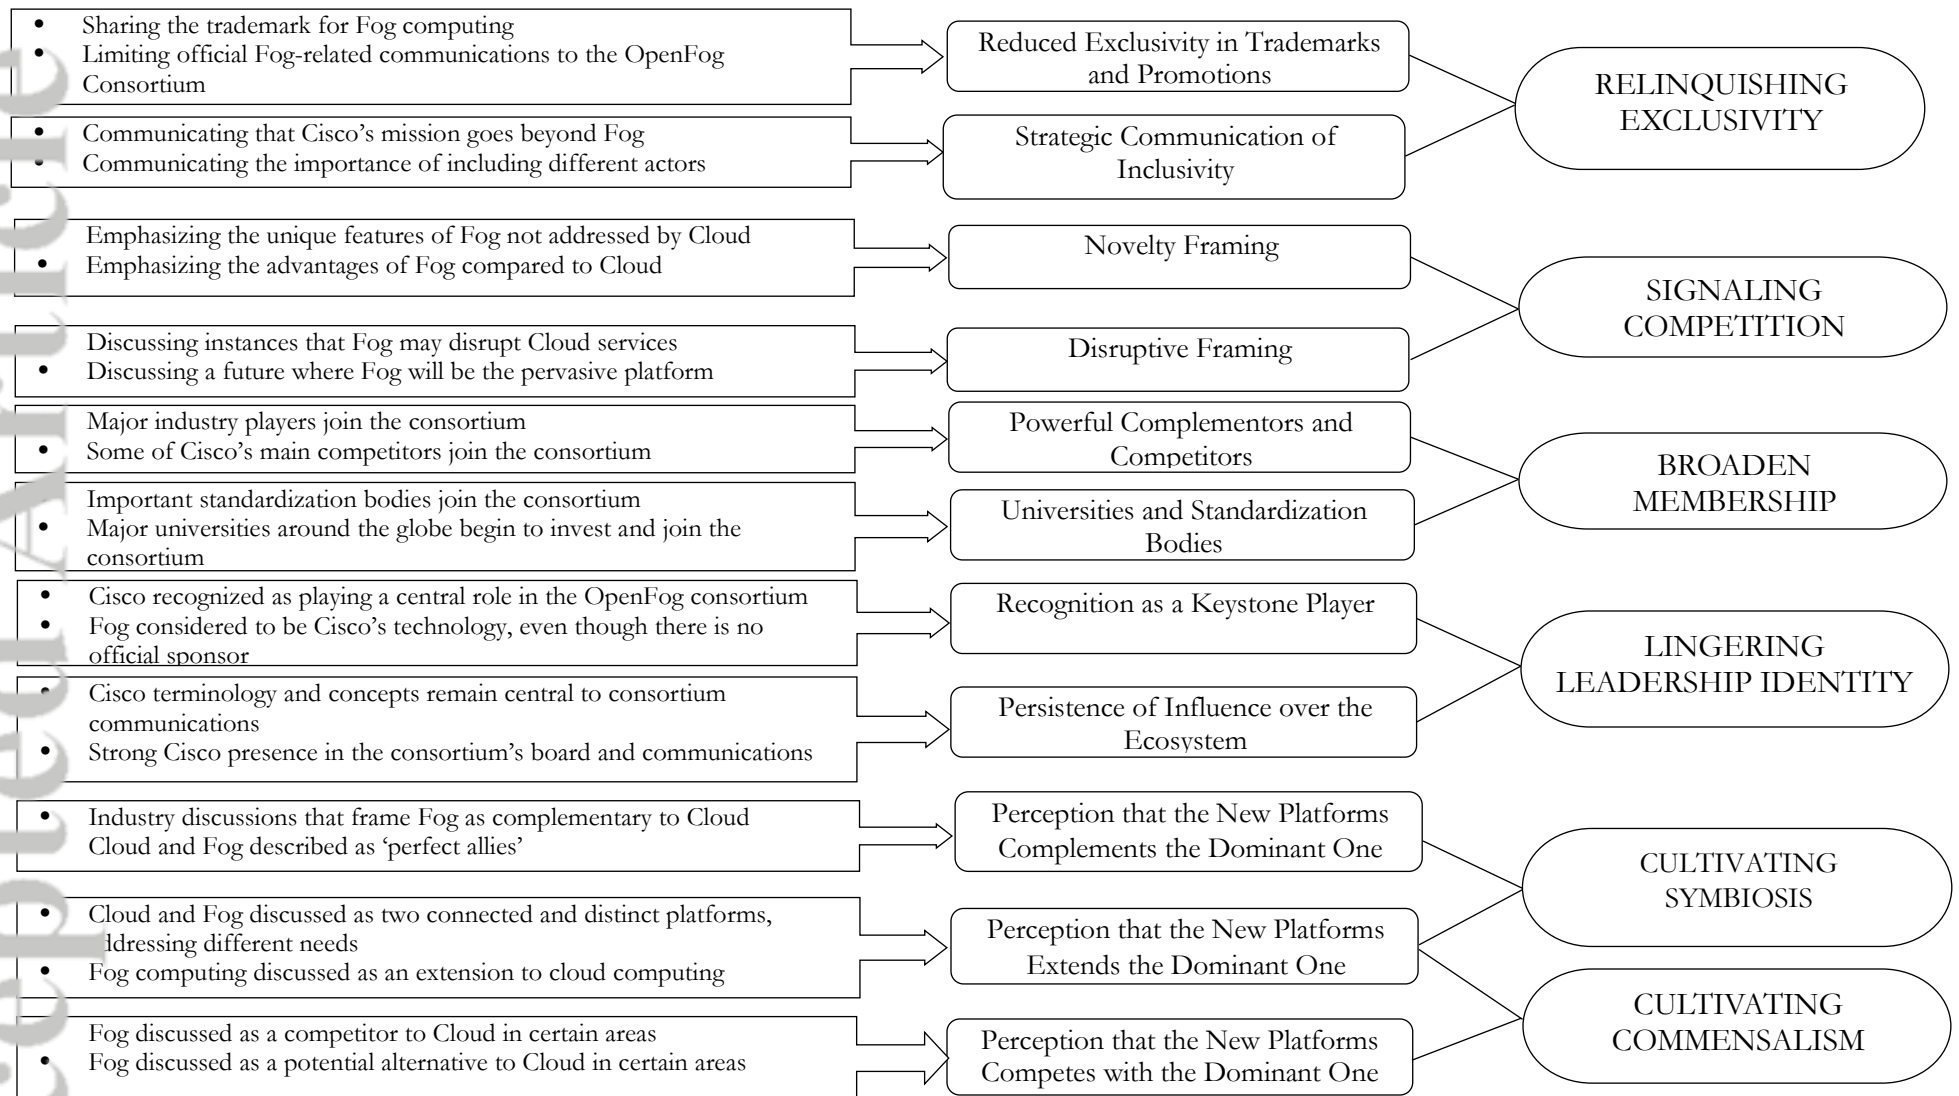 • Sharing the trademark for Fog computing
• Limiting official Fog-related communications to the OpenFog
Consortium
Reduced Exclusivity in Trademarks
and Promotions
• Communicating that Cisco's mission goes beyond Fog
• Communicating the importance of including different actors
Strategic Communication of
Inclusivity
RELINQUISHING
EXCLUSIVITY
Emphasizing the unique features of Fog not addressed by Cloud
• Emphasizing the advantages of Fog compared to Cloud
Novelty Framing
Discussing instances that Fog may disrupt Cloud services
• Discussing a future where Fog will be the pervasive platform
Disruptive Framing
SIGNALING
COMPETITION
Major industry players join the consortium
• Some of Cisco's main competitors join the consortium
Powerful Complementors and
Competitors
Important standardization bodies join the consortium
• Major universities around the globe begin to invest and join the
consortium
Universities and Standardization
Bodies
BROADEN
MEMBERSHIP
• Cisco recognized as playing a central role in the OpenFog consortium
• Fog considered to be Cisco's technology, even though there is no
official sponsor
Recognition as a Keystone Player
• Cisco terminology and concepts remain central to consortium
communications
• Strong Cisco presence in the consortium's board and communications
Persistence of Influence over the
Ecosystem
LINGERING
LEADERSHIP IDENTITY
• Industry discussions that frame Fog as complementary to Cloud
Cloud and Fog described as ‘perfect allies’
Perception that the New Platforms
Complements the Dominant One
• Cloud and Fog discussed as two connected and distinct platforms,
addressing different needs
• Fog computing discussed as an extension to cloud computing
Perception that the New Platforms
Extends the Dominant One
CULTIVATING
SYMBIOSIS
Fog discussed as a competitor to Cloud in certain areas
• Fog discussed as a potential alternative to Cloud in certain areas
Perception that the New Platforms
Competes with the Dominant One
CULTIVATING
COMMENSALISM